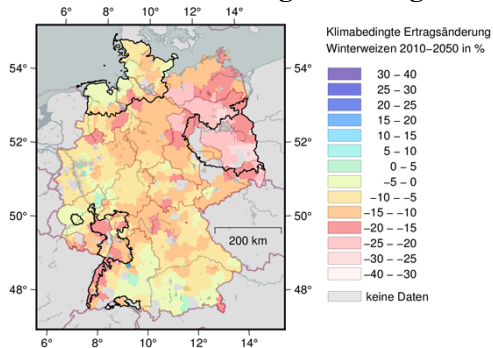 6° 8° 10° 12° 14°
54°
52°
50°
48°
54°
52°
50°
48°
200 km
6° 8° 10° 12° 14°
Klimabedingte Ertragsänderung
Winterweizen 2010–2050 in %
30 – 40
25 – 30
20 – 25
15 – 20
10 – 15
5 – 10
0 – 5
–5 – 0
–10 – –5
–15 – –10
–20 – –15
–25 – –20
–30 – –25
–40 – –30
keine Daten